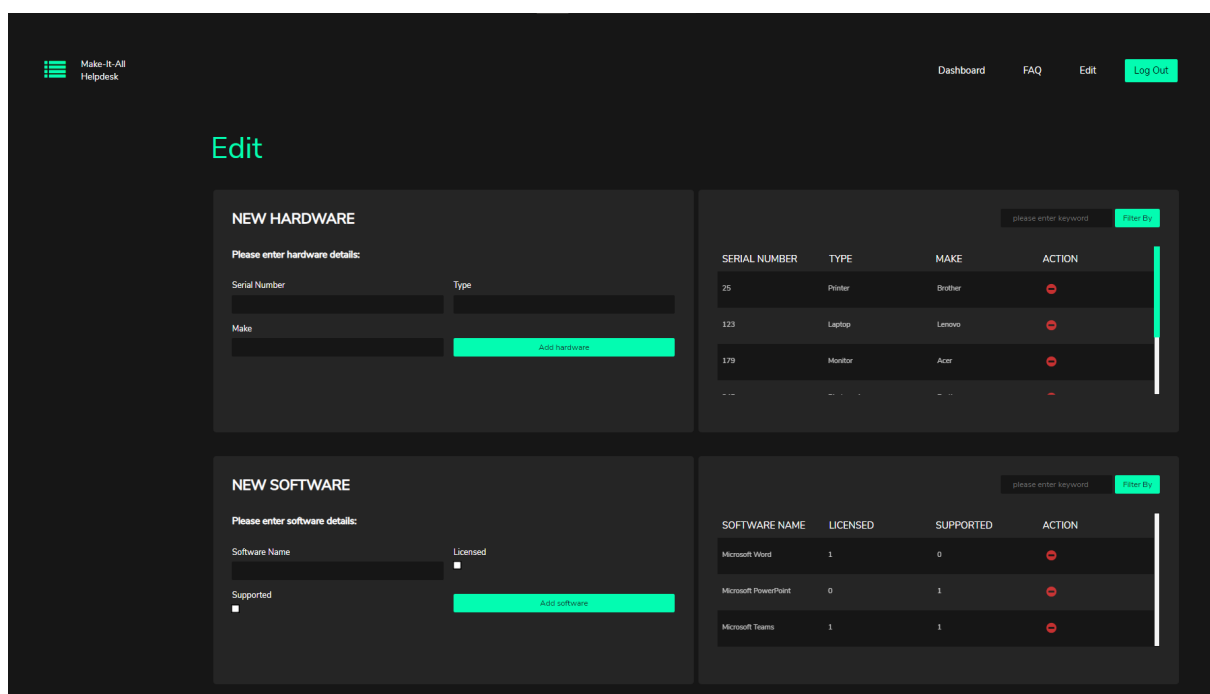 Make-It-All
Helpdesk
Dashboard FAQ Edit Log Out
Edit
NEW HARDWARE
Please enter hardware details:
Serial Number Type
Make
Add hardware
please enter keyword Filter By
SERIAL NUMBER TYPE MAKE ACTION
25 Printer Brother
123 Laptop Lenovo
179 Monitor Acer
NEW SOFTWARE
Please enter software details:
Software Name Licensed
Supported
Add software
please enter keyword Filter By
SOFTWARE NAME LICENSED SUPPORTED ACTION
Microsoft Word 1 0
Microsoft PowerPoint 0 1
Microsoft Teams 1 1